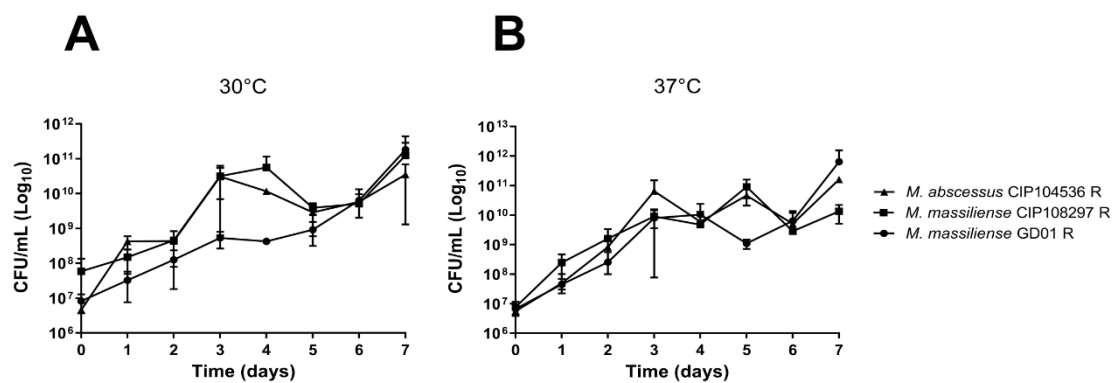 A
B
30°C
37°C
10¹²
10¹¹
10¹⁰
10⁹
10⁸
10⁷
10⁶
CFU/mL (Log₁₀)
0 1 2 3 4 5 6 7
Time (days)
10¹³
10¹²
10¹¹
10¹⁰
10⁹
10⁸
10⁷
10⁶
CFU/mL (Log₁₀)
0 1 2 3 4 5 6 7
Time (days)
M. abscessus CIP104536 R
M. massiliense CIP108297 R
M. massiliense GD01 R